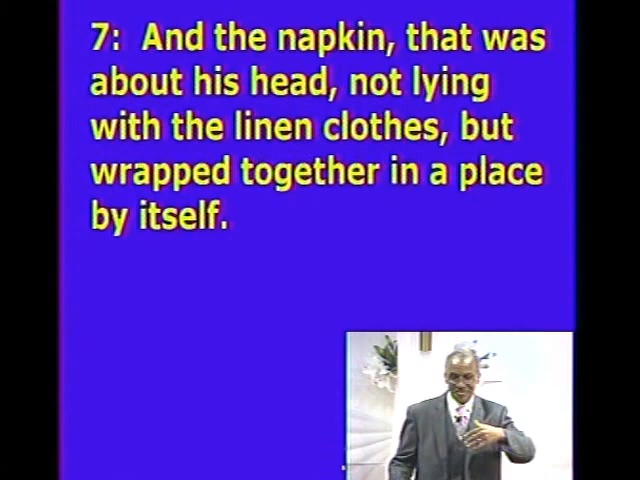 7:  And the napkin, that was
about his head, not lying
with the linen clothes, but
wrapped together in a place
by itself.